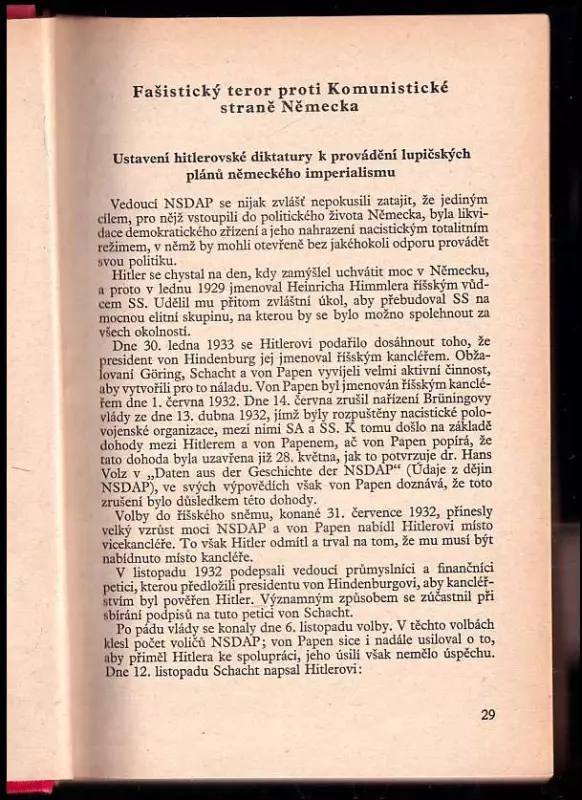 Fašistický teror proti Komunistické
straně Německa
Ustavení hitlerovské diktatury k provádění lupičských
plánů německého imperialismu
Vedoucí NSDAP se nijak zvlášť nepokusili zatajit, že jediným
cílem, pro nějž vstoupili do politického života Německa, byla likvi-
dace demokratického zřízení a jeho nahrazení nacistickým totalitním
režimem, v němž by mohli otevřeně bez jakéhokoli odporu provádět
svou politiku.
Hitler se chystal na den, kdy zamýšlel uchvátit moc v Německu,
a proto v lednu 1929 jmenoval Heinricha Himmlera říšským vůd-
cem SS. Udělil mu přitom zvláštní úkol, aby přebudoval SS na
mocnou elitní skupinu, na kterou by se bylo možno spolehnout za
všech okolností.
Dne 30. ledna 1933 se Hitlerovi podařilo dosáhnout toho, že
president von Hindenburg jej jmenoval říšským kancléřem. Obža-
lovaní Göring, Schacht a von Papen vyvíjeli velmi aktivní činnost,
aby vytvořili pro to náladu. Von Papen byl jmenován říšským kanclé-
řem dne 1. června 1932. Dne 14. června zrušil nařízení Brüningovy
vlády ze dne 13. dubna 1932, jímž byly rozpuštěny nacistické polo-
vojenské organizace, mezi nimi SA a SS. K tomu došlo na základě
dohody mezi Hitlerem a von Papenem, ač von Papen popírá, že
tato dohoda byla uzavřena již 28. května, jak to potvrzuje dr. Hans
Volz v „Daten aus der Geschichte der NSDAP“ (Údaje z dějin
NSDAP), ve svých výpovědích však von Papen doznává, že toto
zrušení bylo důsledkem této dohody.
Volby do říšského sněmu, konané 31. července 1932, přinesly
velký vzrůst moci NSDAP a von Papen nabídl Hitlerovi místo
vicekancléře. To však Hitler odmítl a trval na tom, že mu musí být
nabídnuto místo kancléře.
V listopadu 1932 podepsali vedoucí průmyslníci a finančníci
petici, kterou předložili presidentu von Hindenburgovi, aby kancléř-
stvím byl pověřen Hitler. Významným způsobem se zúčastnil při
sbírání podpisů na tuto petici von Schacht.
Po pádu vlády se konaly dne 6. listopadu volby. V těchto volbách
klesl počet voličů NSDAP; von Papen sice i nadále usiloval o to,
aby přiměl Hitlera ke spolupráci, jeho úsilí však nemělo úspěchu.
Dne 12. listopadu Schacht napsal Hitlerovi:
29